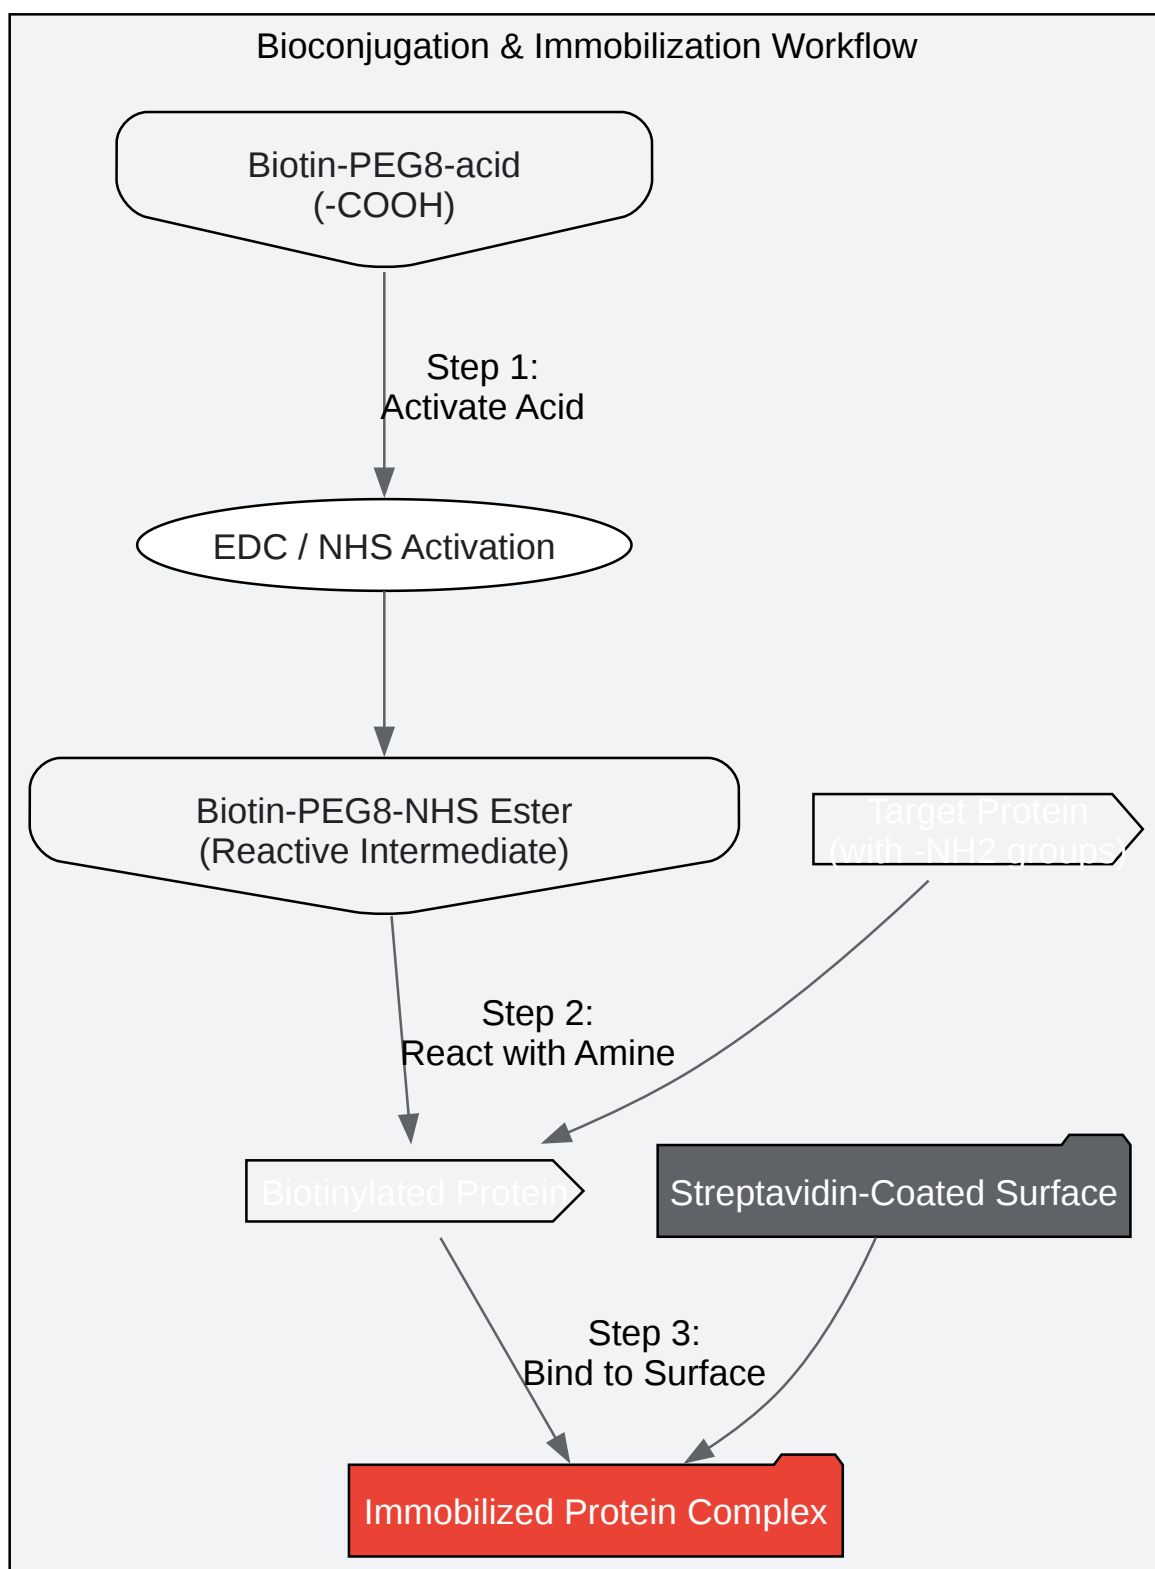 Bioconjugation & Immobilization Workflow
Biotin-PEG8-acid
(-COOH)
Step 1:
Activate Acid
EDC / NHS Activation
Biotin-PEG8-NHS Ester
(Reactive Intermediate)
Target Protein
(with -NH2 groups)
Step 2:
React with Amine
Biotinylated Protein
Streptavidin-Coated Surface
Step 3:
Bind to Surface
Immobilized Protein Complex